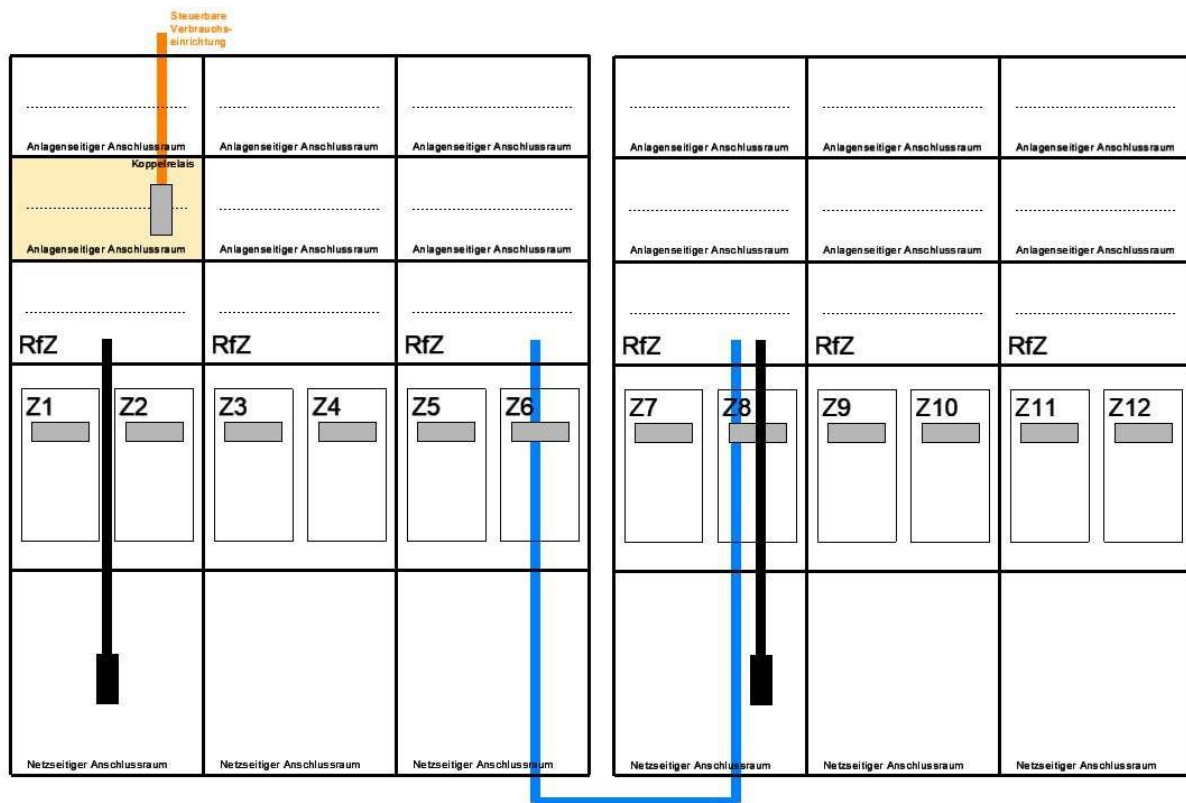 Steuerbare
Verbrauchs-
einrichtung
Anlagenseitiger Anschlussraum Anlagenseitiger Anschlussraum Anlagenseitiger Anschlussraum Anlagenseitiger Anschlussraum Anlagenseitiger Anschlussraum Anlagenseitiger Anschlussraum
Koppelrelais
Anlagenseitiger Anschlussraum Anlagenseitiger Anschlussraum Anlagenseitiger Anschlussraum Anlagenseitiger Anschlussraum Anlagenseitiger Anschlussraum Anlagenseitiger Anschlussraum
RfZ RfZ RfZ RfZ RfZ RfZ
Z1 Z2 Z3 Z4 Z5 Z6 Z7 Z8 Z9 Z10 Z11 Z12
Netzseitiger Anschlussraum Netzseitiger Anschlussraum Netzseitiger Anschlussraum Netzseitiger Anschlussraum Netzseitiger Anschlussraum Netzseitiger Anschlussraum